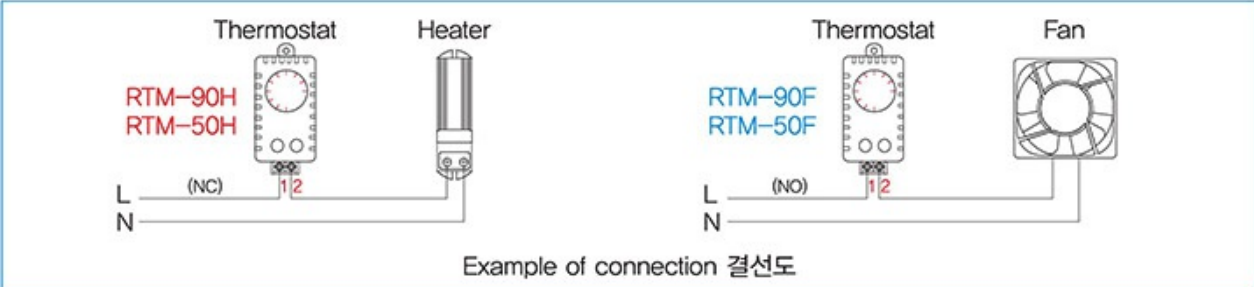 Thermostat Heater
RTM-90H
RTM-50H
L (NC) 1 2
N
Thermostat Fan
RTM-90F
RTM-50F
L (NO) 1 2
N
Example of connection 결선도